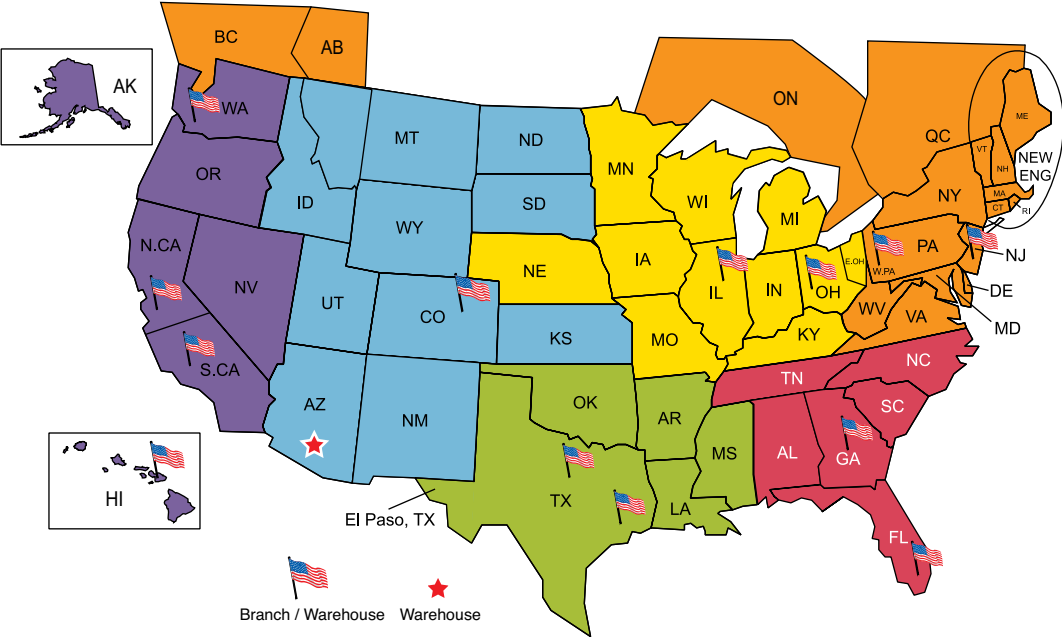 BC
AB
AK
WA
MT
ND
MN
ON
QC
ME
VT
NH
NEW
ENG
MA
CT
RI
OR
ID
SD
WI
MI
NY
WY
N.CA
NV
UT
CO
NE
IA
IL
IN
OH
E.OH
W.PA
PA
NJ
DE
MD
WV
VA
KS
MO
KY
S.CA
AZ
NM
OK
AR
TN
NC
SC
MS
AL
GA
HI
El Paso, TX
TX
LA
FL
Branch / Warehouse
Warehouse